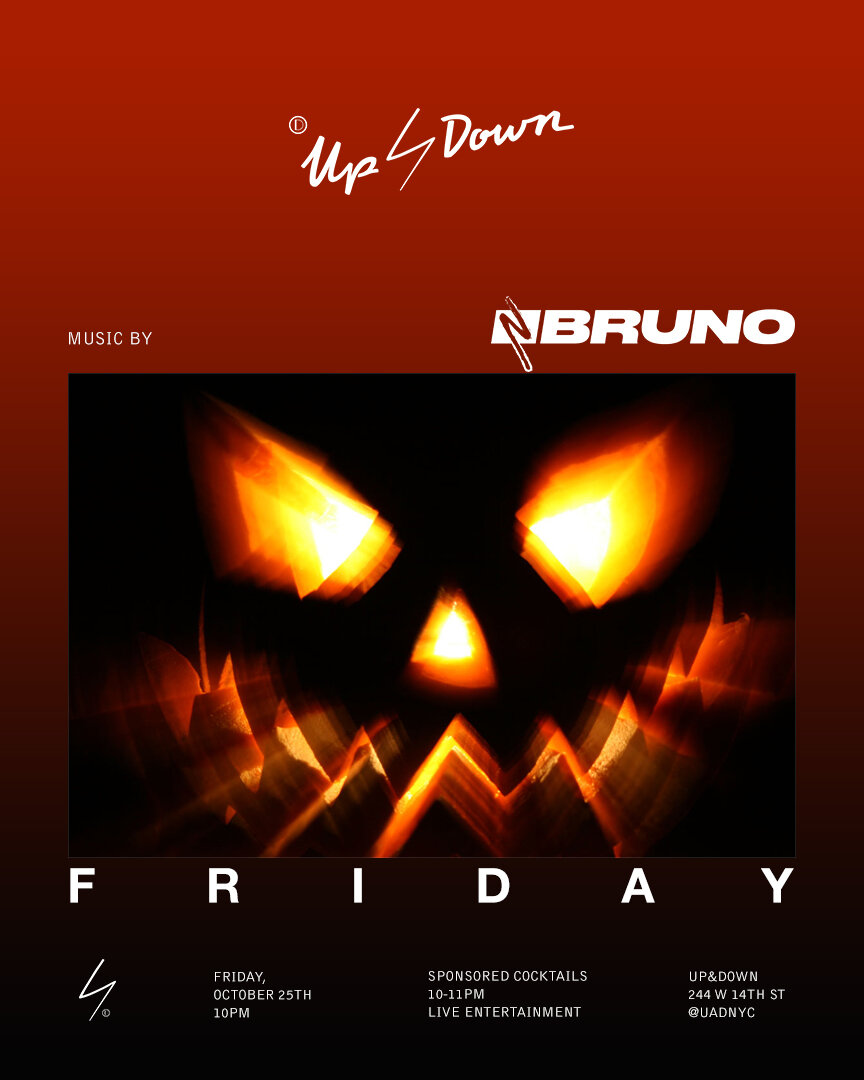 Up Down
MUSIC BY
BRUNO
FRIDAY
FRIDAY,
OCTOBER 25TH
10PM
SPONSORED COCKTAILS
10-11PM
LIVE ENTERTAINMENT
UP&DOWN
244 W 14TH ST
@UADNYC